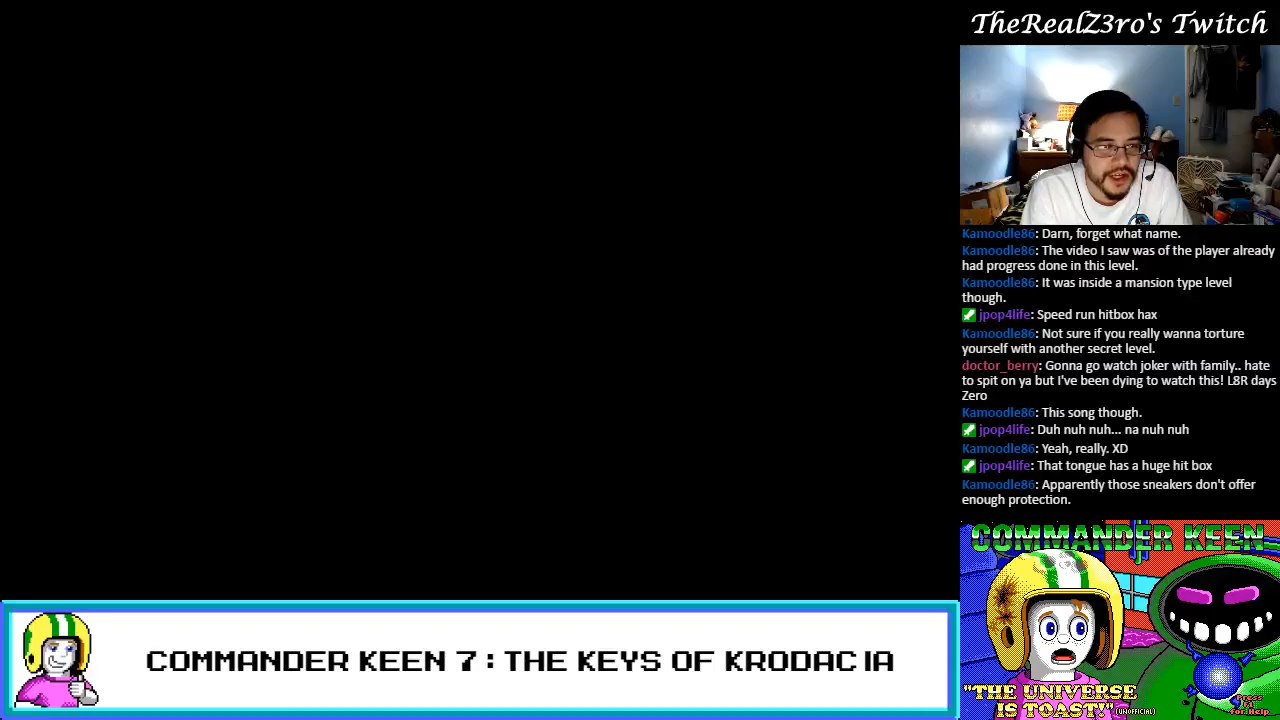 TheRealZ3ro's Twitch
Kamoodle86: Darn, forget what name.
Kamoodle86: The video I saw was of the player already
had progress done in this level.
Kamoodle86: It was inside a mansion type level
though.
jpop4life: Speed run hitbox hax
Kamoodle86: Not sure if you really wanna torture
yourself with another secret level.
doctor_berry: Gonna go watch joker with family.. hate
to spit on ya but I've been dying to watch this! L8R days
Zero
Kamoodle86: This song though.
jpop4life: Duh nuh nuh... na nuh nuh
Kamoodle86: Yeah, really. XD
jpop4life: That tongue has a huge hit box
Kamoodle86: Apparently those sneakers don't offer
enough protection.
COMMANDER KEEN
"THE UNIVERSE
IS TOAST!" (UNOFFICIAL)
Press
F1
For Help
COMMANDER KEEN 7 : THE KEYS OF KRODACIA